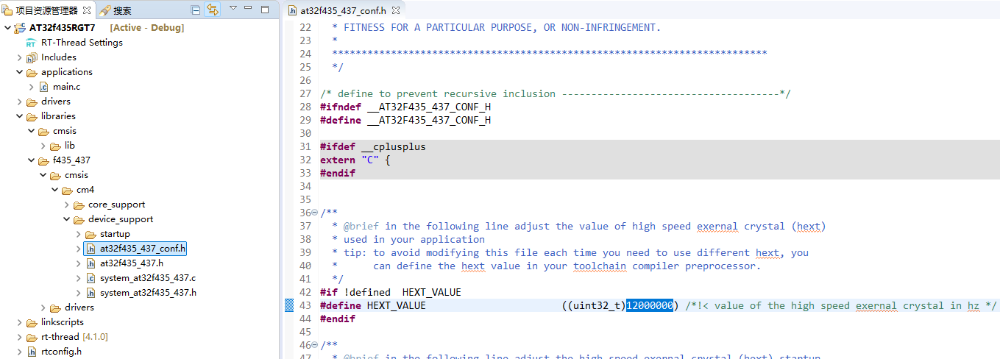 项目资源管理器
搜索
AT32f435RGT7 [Active - Debug]
RT-Thread Settings
Includes
applications
main.c
drivers
libraries
cmsis
lib
f435_437
cmsis
cm4
core_support
device_support
startup
at32f435_437_conf.h
at32f435_437.h
system_at32f435_437.c
system_at32f435_437.h
drivers
linkscripts
rt-thread [4.1.0]
rtconfig.h
at32f435_437_conf.h
22 * FITNESS FOR A PARTICULAR PURPOSE, OR NON-INFRINGEMENT.
23 *
24 **************************************************************************
25 */
26
27 /* define to prevent recursive inclusion -------------------------------------*/
28 #ifndef __AT32F435_437_CONF_H
29 #define __AT32F435_437_CONF_H
30
31 #ifdef __cplusplus
32 extern "C" {
33 #endif
34
35
36 /**
37 * @brief in the following line adjust the value of high speed exernal crystal (hext)
38 * used in your application
39 * tip: to avoid modifying this file each time you need to use different hext, you
40 * can define the hext value in your toolchain compiler preprocessor.
41 */
42 #if !defined HEXT_VALUE
43 #define HEXT_VALUE ((uint32_t)12000000) /*!< value of the high speed exernal crystal in hz */
44 #endif
45
46 /**
47 * @brief in the following line adjust the high speed exernal crystal (hext) startup